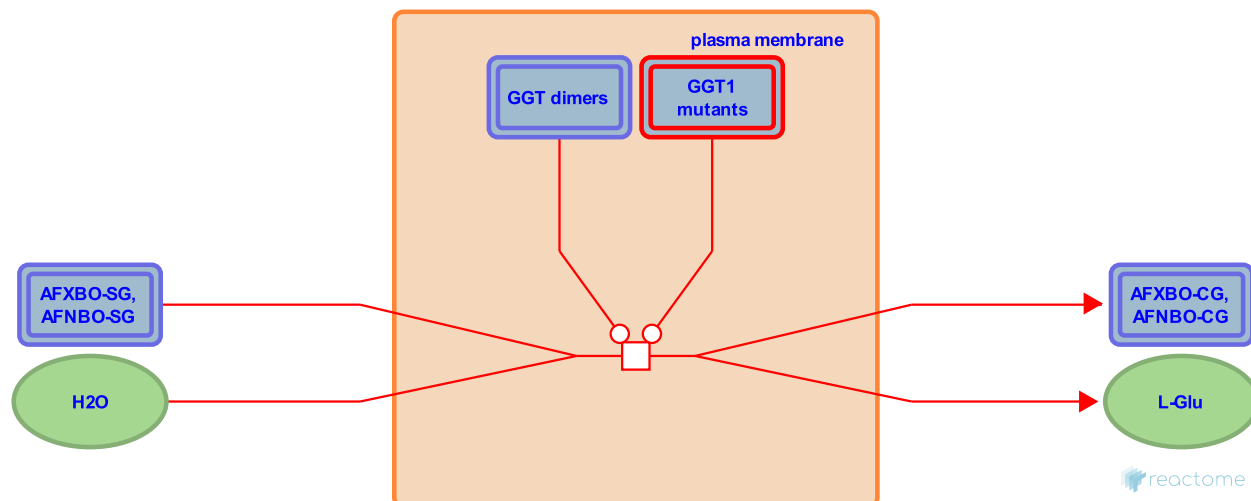 plasma membrane
GGT dimers
GGT1
mutants
AFXBO-SG,
AFNBO-SG
H2O
AFXBO-CG,
AFNBO-CG
L-Glu
reactome